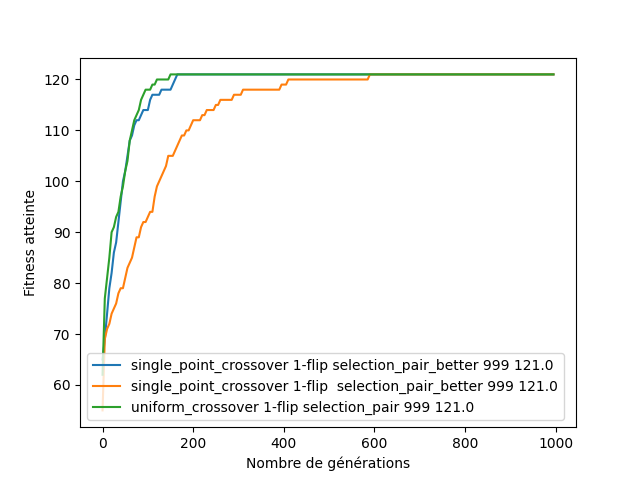 Fitness atteinte
120
110
100
90
80
70
60
single_point_crossover 1-flip selection_pair_better 999 121.0
single_point_crossover 1-flip  selection_pair_better 999 121.0
uniform_crossover 1-flip selection_pair 999 121.0
0 200 400 600 800 1000
Nombre de générations